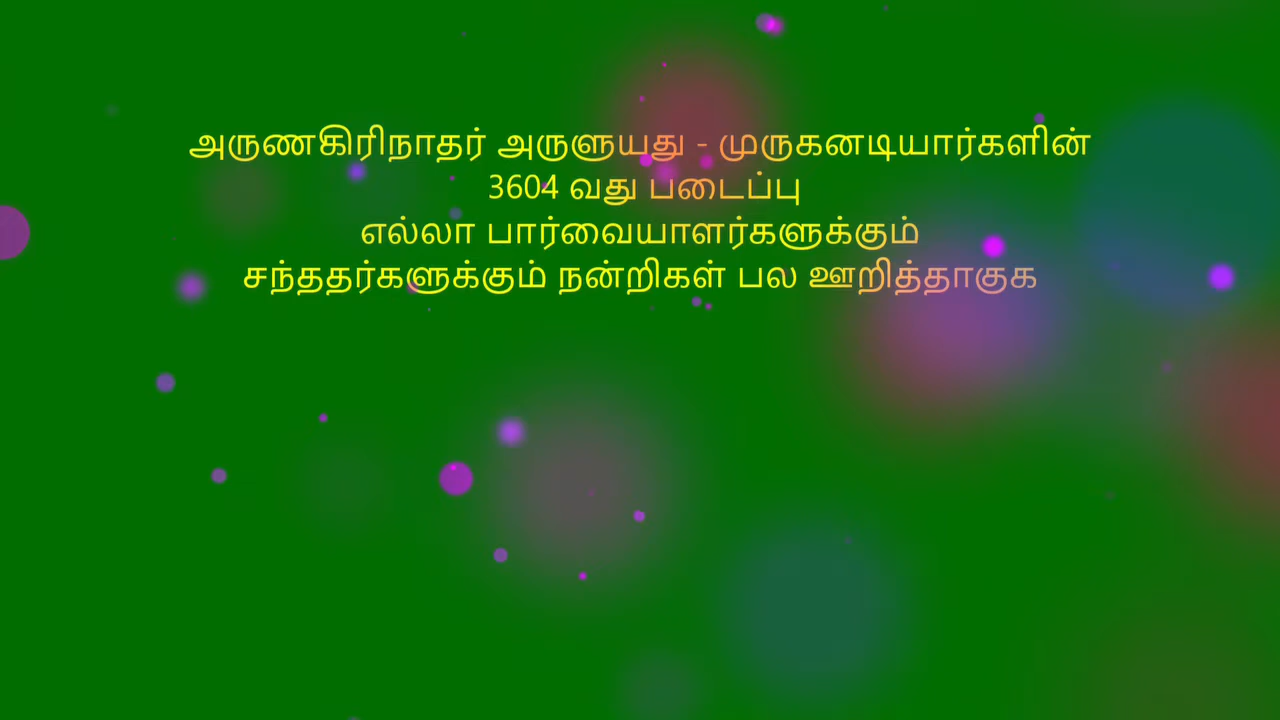 அருணகிரிநாதர் அருளுயது - முருகனடியார்களின்
3604 வது படைப்பு
எல்லா பார்வையாளர்களுக்கும்
சந்ததர்களுக்கும் நன்றிகள் பல ஊறித்தாகுக